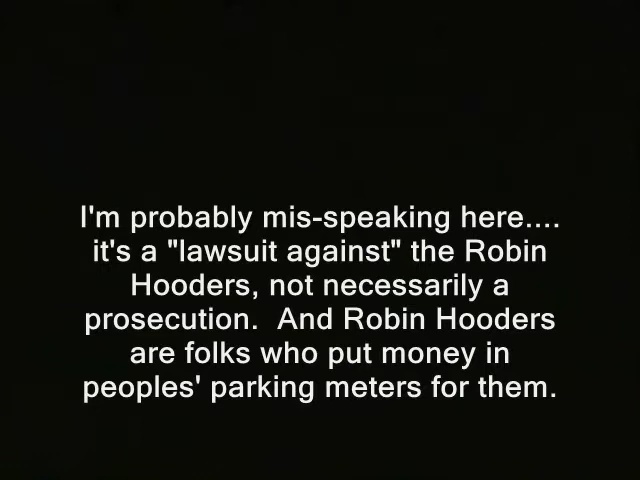 I'm probably mis-speaking here....
it's a "lawsuit against" the Robin
Hooders, not necessarily a
prosecution.  And Robin Hooders
are folks who put money in
peoples' parking meters for them.